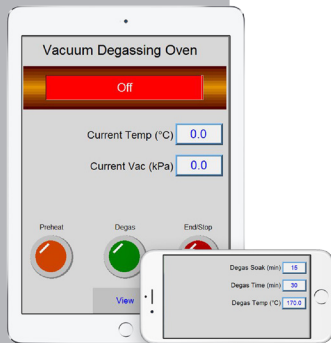 Vacuum Degassing Oven
Off
Current Temp (°C) 0.0
Current Vac (kPa) 0.0
Preheat Degas End/Stop
View
Degas Soak (min) 15
Degas Time (min) 30
Degas Temp (°C) 170.0